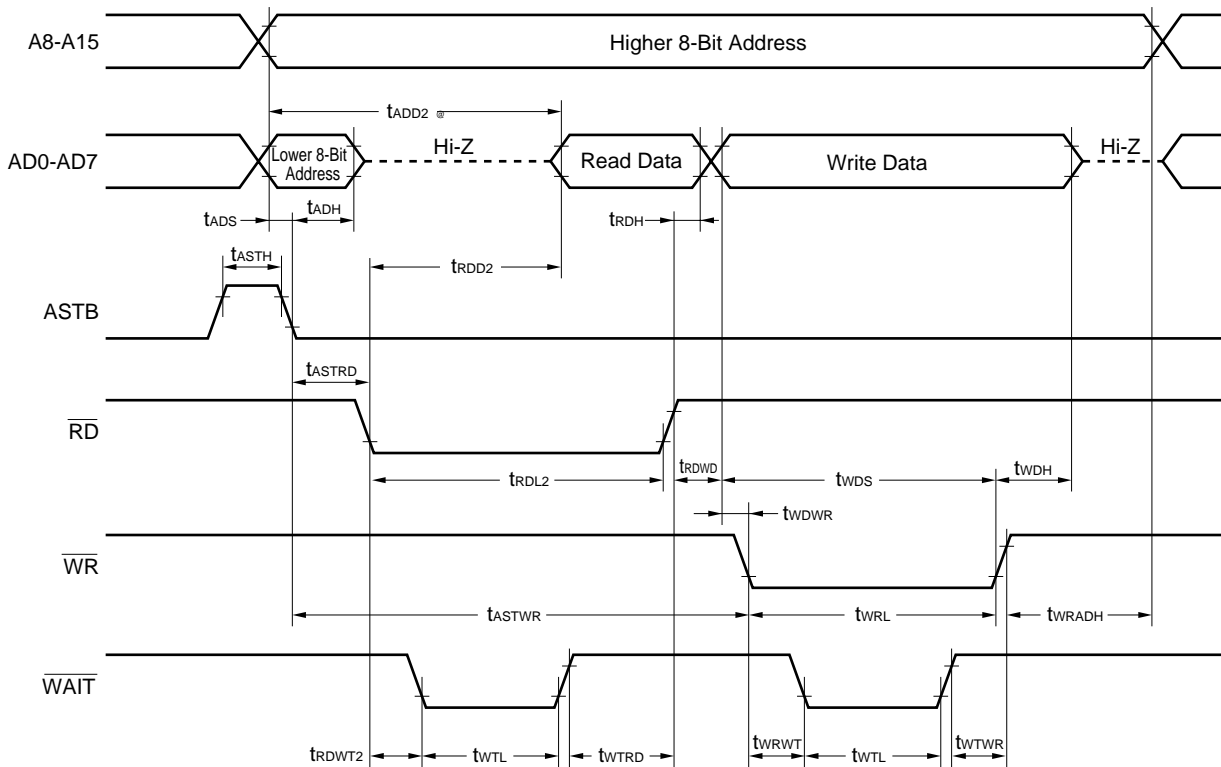 A8-A15
Higher 8-Bit Address
tADD2 @
AD0-AD7
Lower 8-Bit
Address
Hi-Z
Read Data
Write Data
Hi-Z
tADS
tADH
tRDH
tASTH
tRDD2
ASTB
tASTRD
RD
tRDL2
tRDWD
tWDS
tWDH
tWDWR
WR
tASTWR
tWRL
tWRADH
WAIT
tRDWT2
tWTL
tWTRD
tWRWT
tWTL
tWTWR